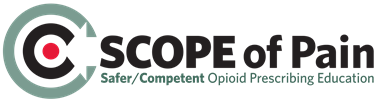 SCOPE of Pain
Safer/Competent Opioid Prescribing Education